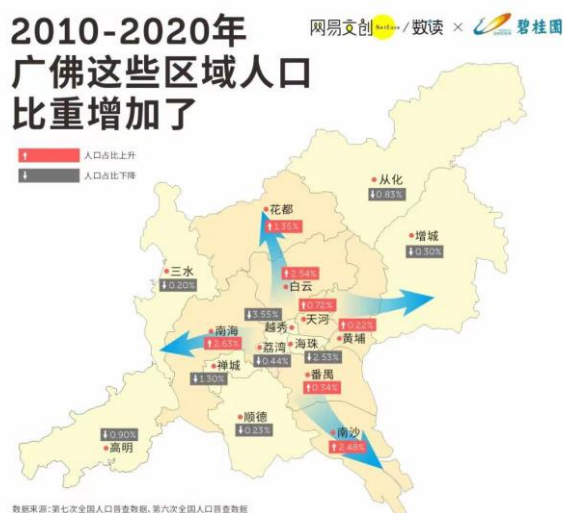 2010-2020年
广佛这些区域人口
比重增加了
网易文创 NetEase / 数读 × 碧桂园
↑ 人口占比上升
↓ 人口占比下降
从化
↓0.83%
花都
↑1.35%
增城
↓0.30%
三水
↓0.20%
↑2.54%
白云
↑0.72%
↓3.55%
天河
越秀
↑0.22%
黄埔
南海
↑2.63%
荔湾
↓0.44%
海珠
↓2.53%
禅城
↓1.30%
番禺
↑0.34%
顺德
↓0.23%
南沙
↑2.48%
↓0.90%
高明
数据来源：第七次全国人口普查数据、第六次全国人口普查数据